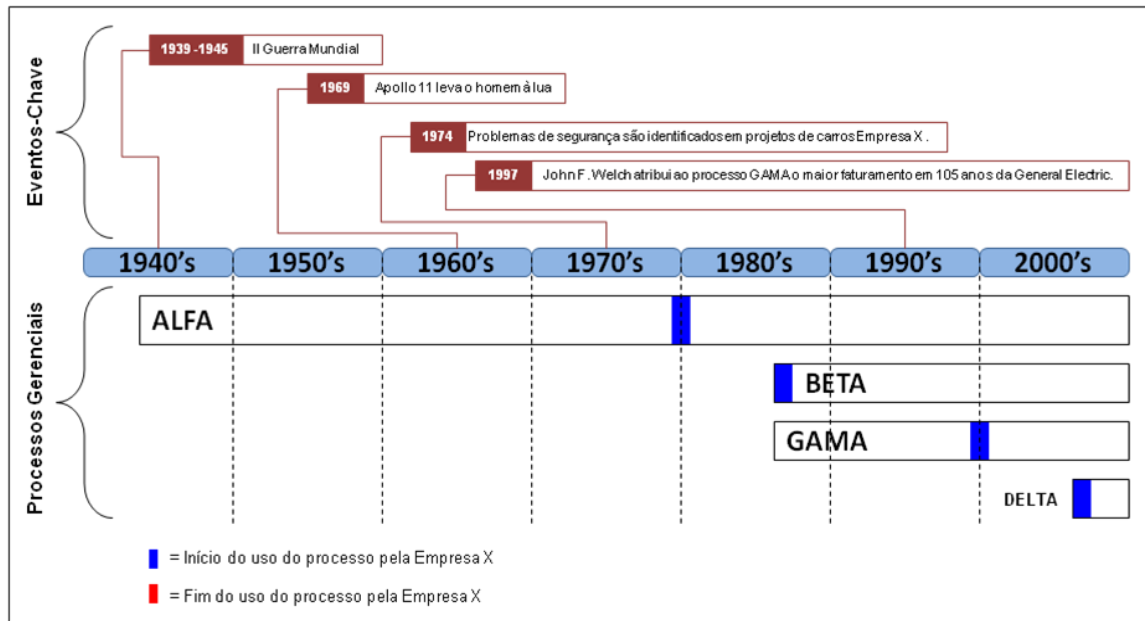 Eventos-Chave
1939 -1945 II Guerra Mundial
1969 Apollo 11 leva o homem à lua
1974 Problemas de segurança são identificados em projetos de carros Empresa X .
1997 John F. Welch atribui ao processo GAMA o maior faturamento em 105 anos da General Electric.
1940's 1950's 1960's 1970's 1980's 1990's 2000's
Processos Gerenciais
ALFA
BETA
GAMA
DELTA
= Início do uso do processo pela Empresa X
= Fim do uso do processo pela Empresa X